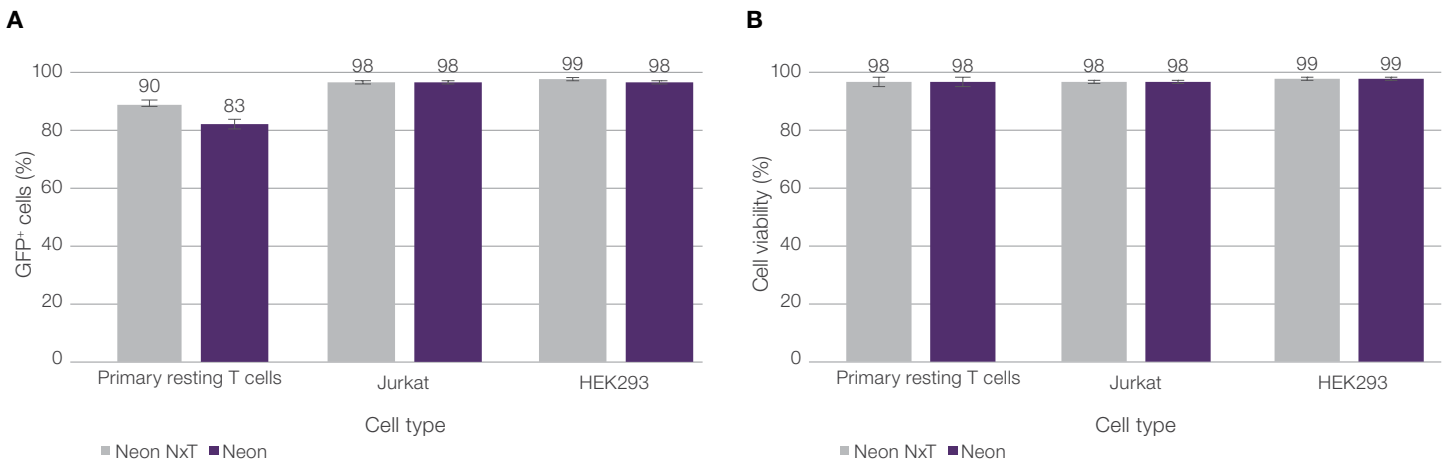 A
GFP+ cells (%)
100
80
60
40
20
0
90
83
98
98
99
98
Primary resting T cells
Jurkat
HEK293
Cell type
Neon NxT Neon
B
Cell viability (%)
100
80
60
40
20
0
98
98
98
98
99
99
Primary resting T cells
Jurkat
HEK293
Cell type
Neon NxT Neon